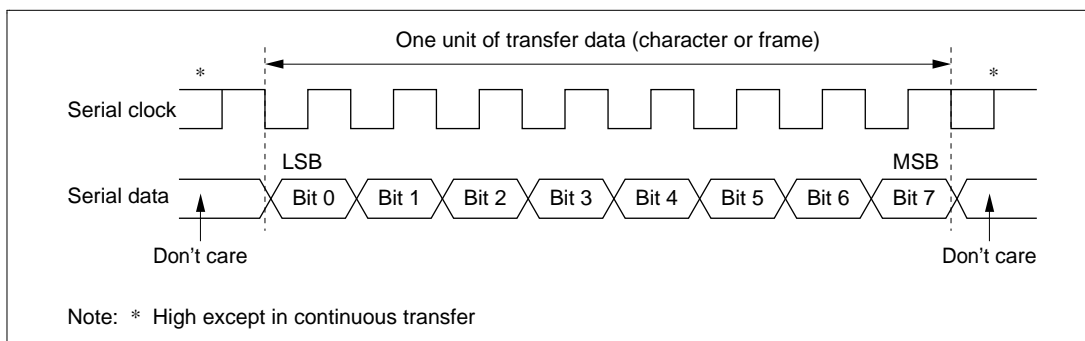 One unit of transfer data (character or frame)
* *
Serial clock
LSB MSB
Serial data Bit 0 Bit 1 Bit 2 Bit 3 Bit 4 Bit 5 Bit 6 Bit 7
Don't care Don't care
Note: * High except in continuous transfer